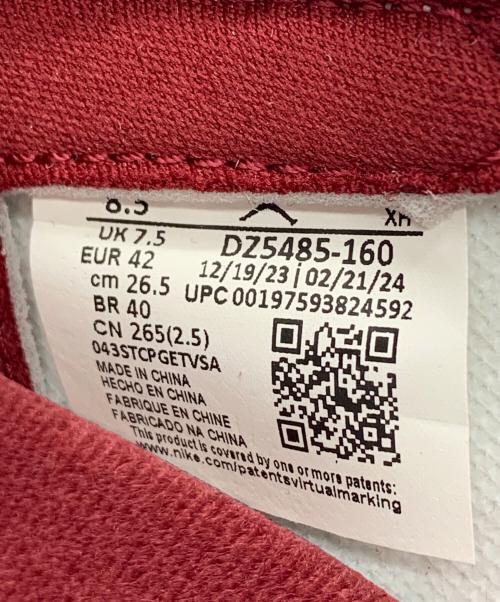 8.5 XH
UK 7.5
EUR 42
cm 26.5
BR 40
CN 265(2.5)
043STCPGETVSA
DZ5485-160
12/19/23 | 02/21/24
UPC 00197593824592
MADE IN CHINA
HECHO EN CHINA
FABRIQUE EN CHINE
FABRICADO NA CHINA
This product is covered by one or more patents:
www.nike.com/patentsvirtualmarking